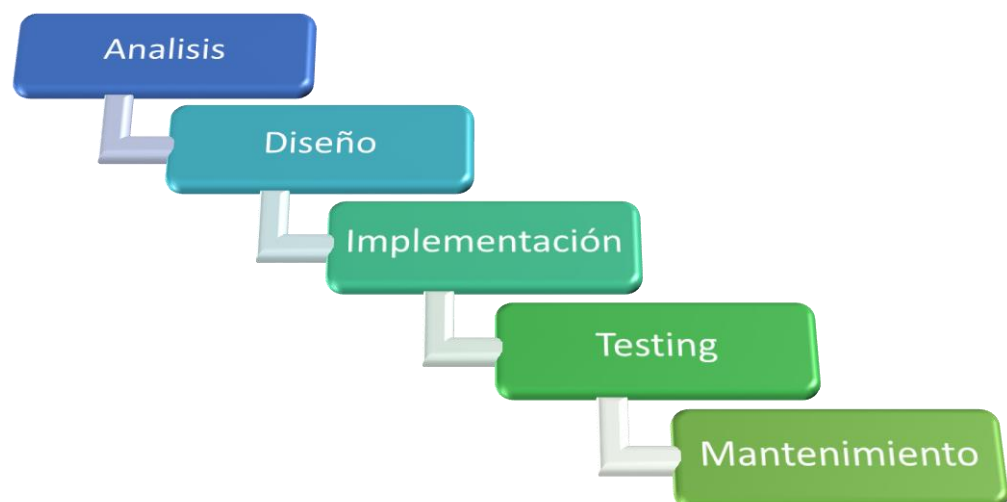 Analisis
Diseño
Implementación
Testing
Mantenimiento